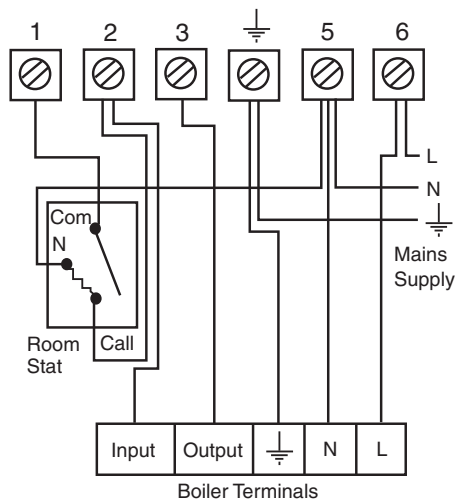 1 2 3 5 6
L
N
Com
N
Mains
Supply
Room
Stat
Call
Input Output N L
Boiler Terminals